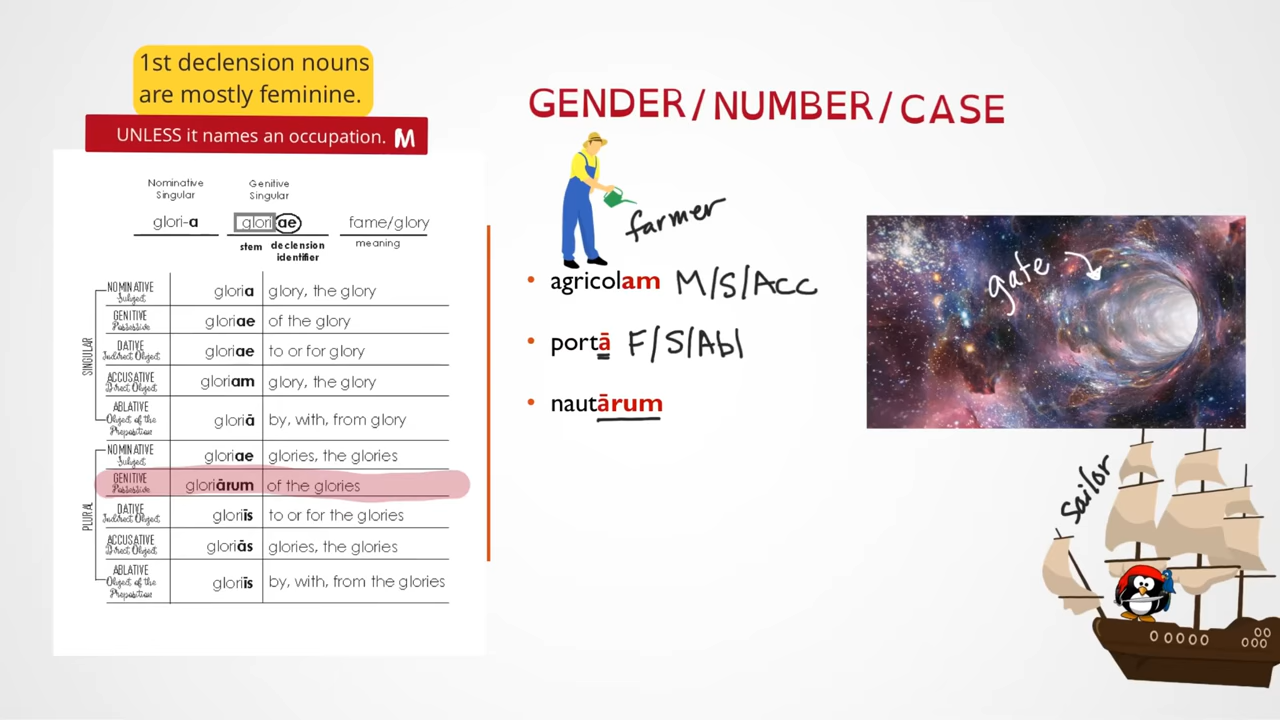 1st declension nouns
are mostly feminine.
UNLESS it names an occupation. M
GENDER/NUMBER/CASE
Nominative
Singular
Genitive
Singular
glori-a
gloriae
fame/glory
stem
declension
identifier
meaning
SINGULAR
NOMINATIVE
Subject
gloria
glory, the glory
GENITIVE
Possessive
gloriae
of the glory
DATIVE
Indirect Object
gloriae
to or for glory
ACCUSATIVE
Direct Object
gloriam
glory, the glory
ABLATIVE
Object of the
Preposition
gloriā
by, with, from glory
PLURAL
NOMINATIVE
Subject
gloriae
glories, the glories
GENITIVE
Possessive
gloriārum
of the glories
DATIVE
Indirect Object
gloriīs
to or for the glories
ACCUSATIVE
Direct Object
gloriās
glories, the glories
ABLATIVE
Object of the
Preposition
gloriīs
by, with, from the glories
farmer
• agricolam M/S/Acc
• portā F/S/Abl
• nautārum
gate
sailor